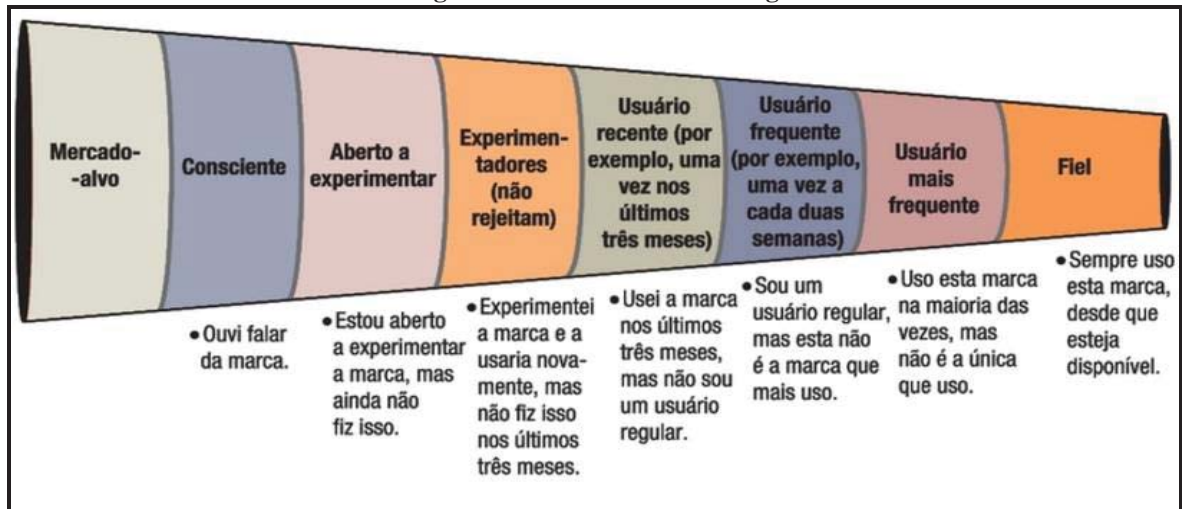 Mercado-
-alvo
Consciente
Aberto a
experimentar
Experimen-
tadores
(não
rejeitam)
Usuário
recente (por
exemplo, uma
vez nos
últimos
três meses)
Usuário
frequente
(por exemplo,
uma vez a
cada duas
semanas)
Usuário
mais
frequente
Fiel
• Ouvi falar
da marca.
• Estou aberto
a experimentar
a marca, mas
ainda não
fiz isso.
• Experimentei
a marca e a
usaria nova-
mente, mas
não fiz isso
nos últimos
três meses.
• Usei a marca
nos últimos
três meses,
mas não sou
um usuário
regular.
• Sou um
usuário regular,
mas esta não
é a marca que
mais uso.
• Uso esta marca
na maioria das
vezes, mas
não é a única
que uso.
• Sempre uso
esta marca,
desde que
esteja
disponível.